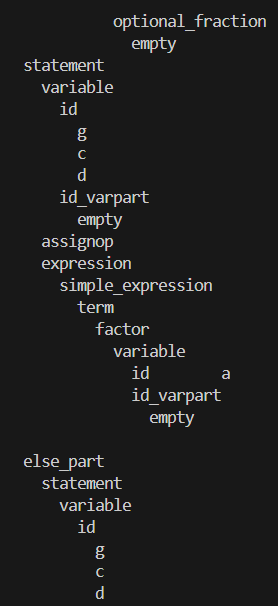 optional_fraction
empty
statement
variable
id
g
c
d
id_varpart
empty
assignop
expression
simple_expression
term
factor
variable
id a
id_varpart
empty
else_part
statement
variable
id
g
c
d